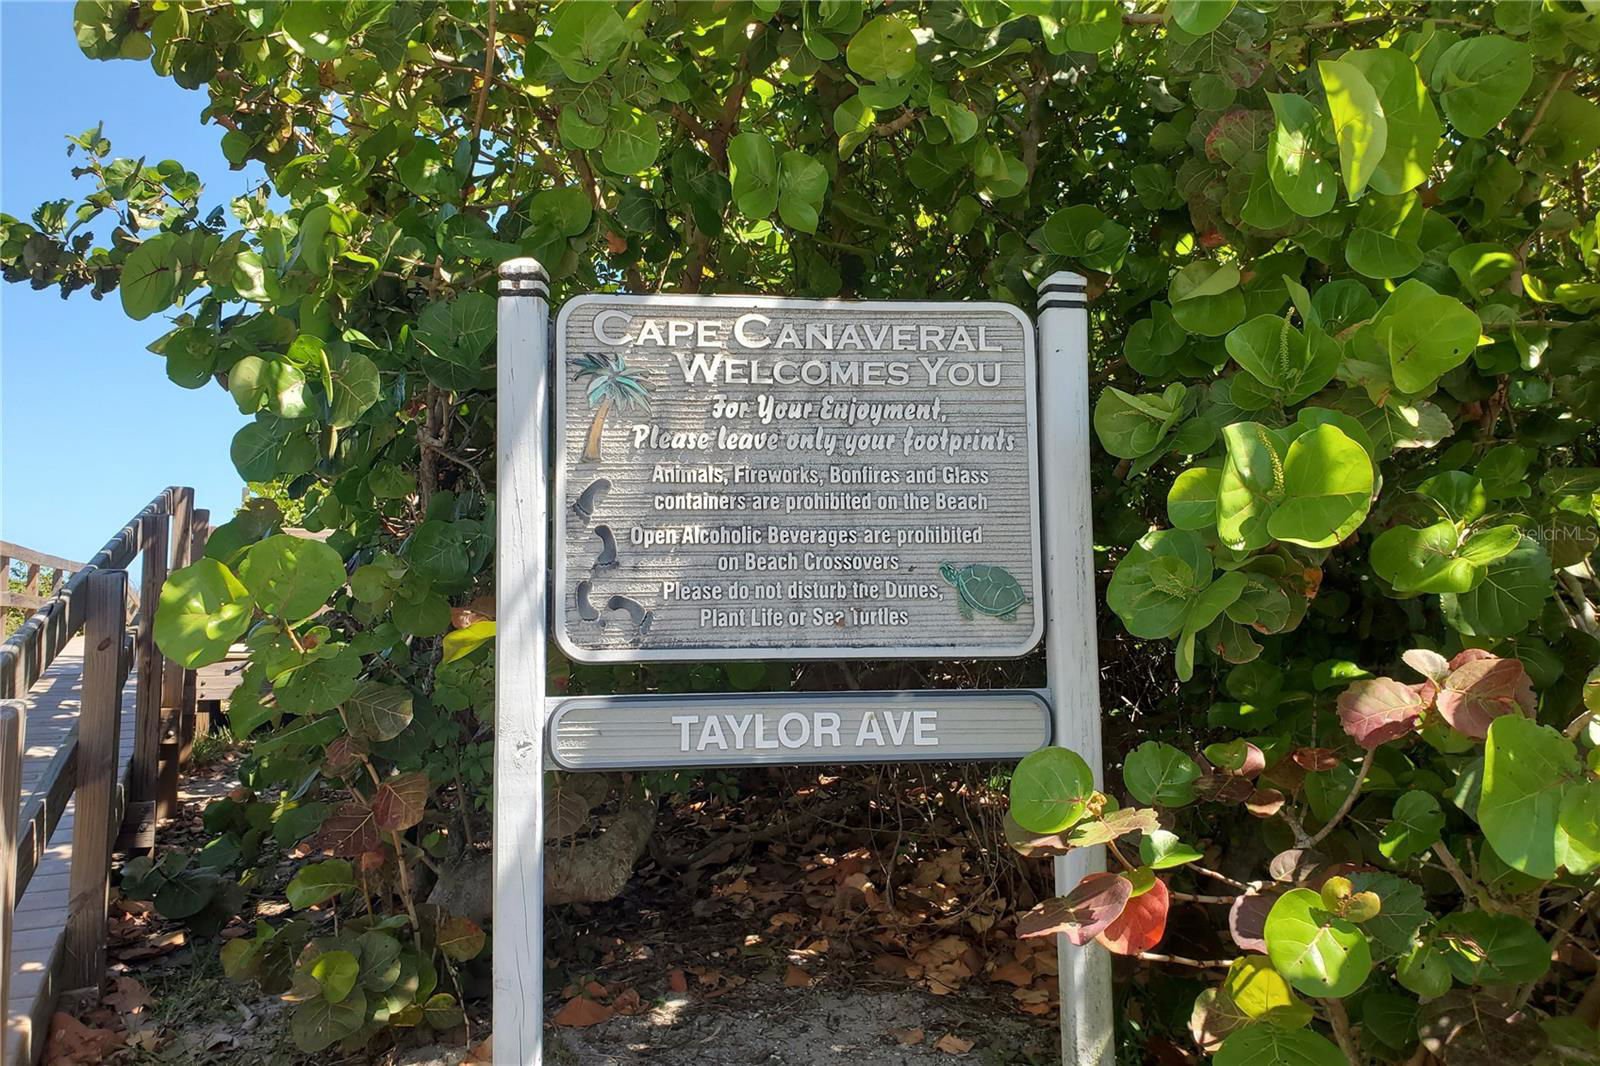 CAPE CANAVERAL
WELCOMES YOU
For Your Enjoyment,
Please leave only your footprints
Animals, Fireworks, Bonfires and Glass
containers are prohibited on the Beach
Open Alcoholic Beverages are prohibited
on Beach Crossovers
Please do not disturb the Dunes,
Plant Life or Sea Turtles
TAYLOR AVE
StellarMLS